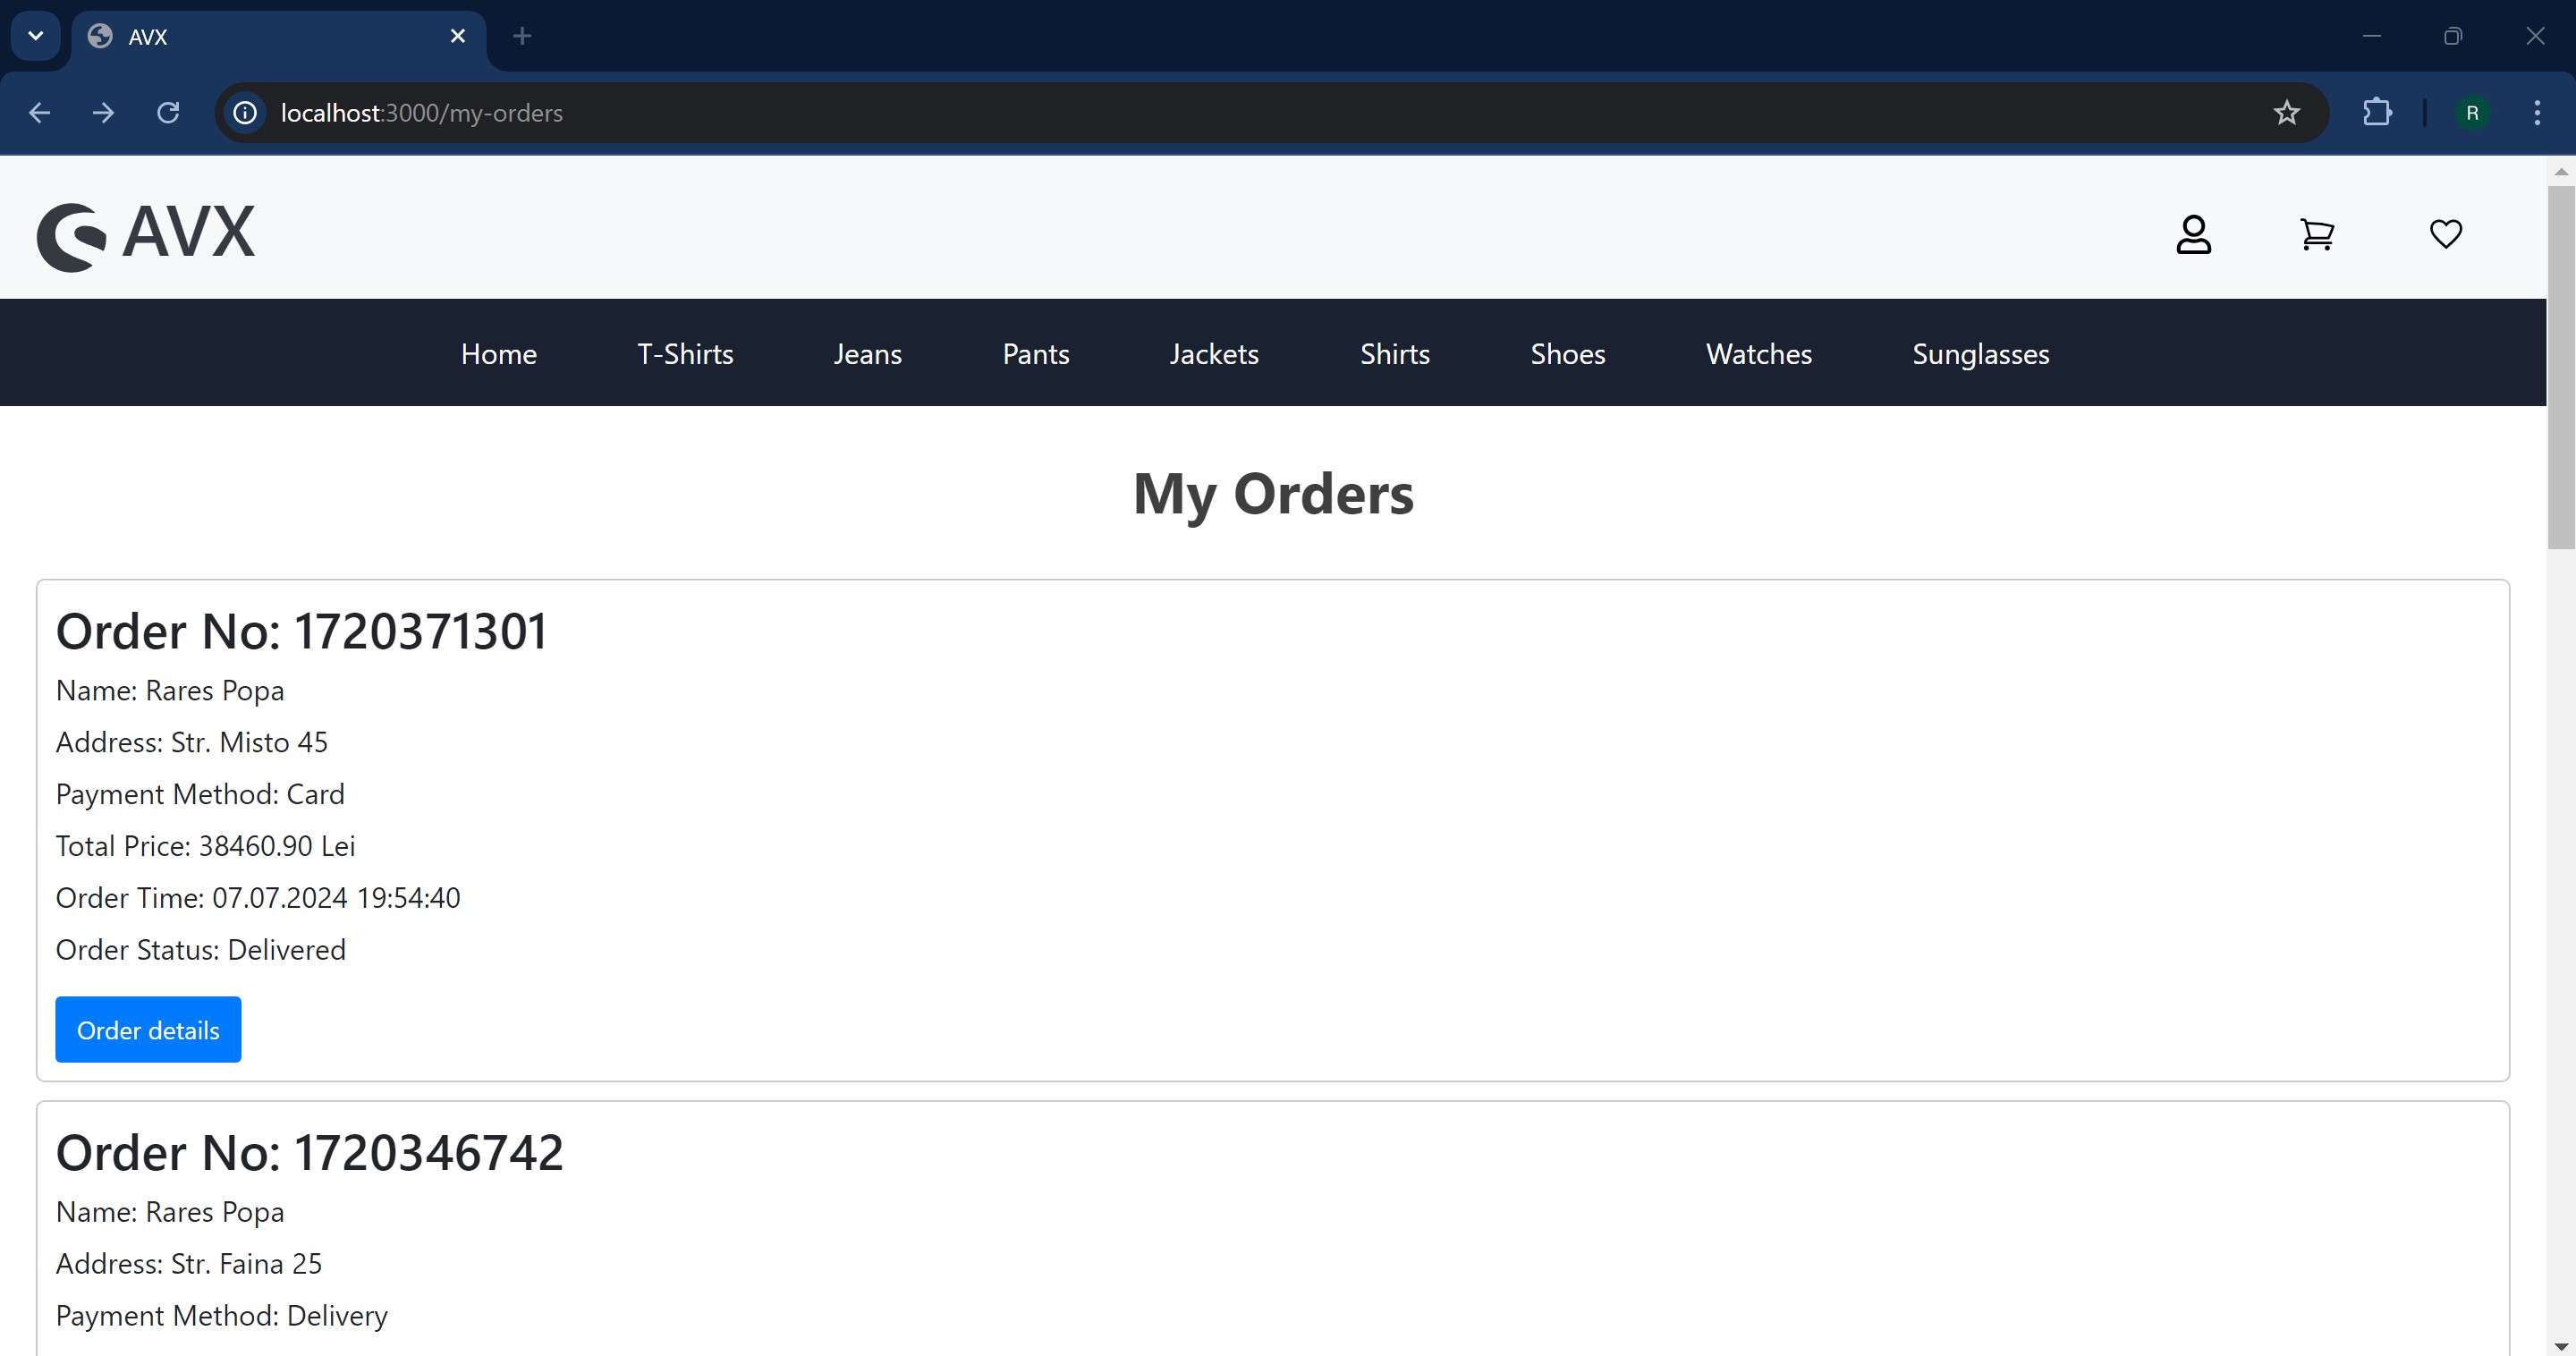 AVX
localhost:3000/my-orders
R
AVX
Home T-Shirts Jeans Pants Jackets Shirts Shoes Watches Sunglasses
My Orders
Order No: 1720371301
Name: Rares Popa
Address: Str. Misto 45
Payment Method: Card
Total Price: 38460.90 Lei
Order Time: 07.07.2024 19:54:40
Order Status: Delivered
Order details
Order No: 1720346742
Name: Rares Popa
Address: Str. Faina 25
Payment Method: Delivery